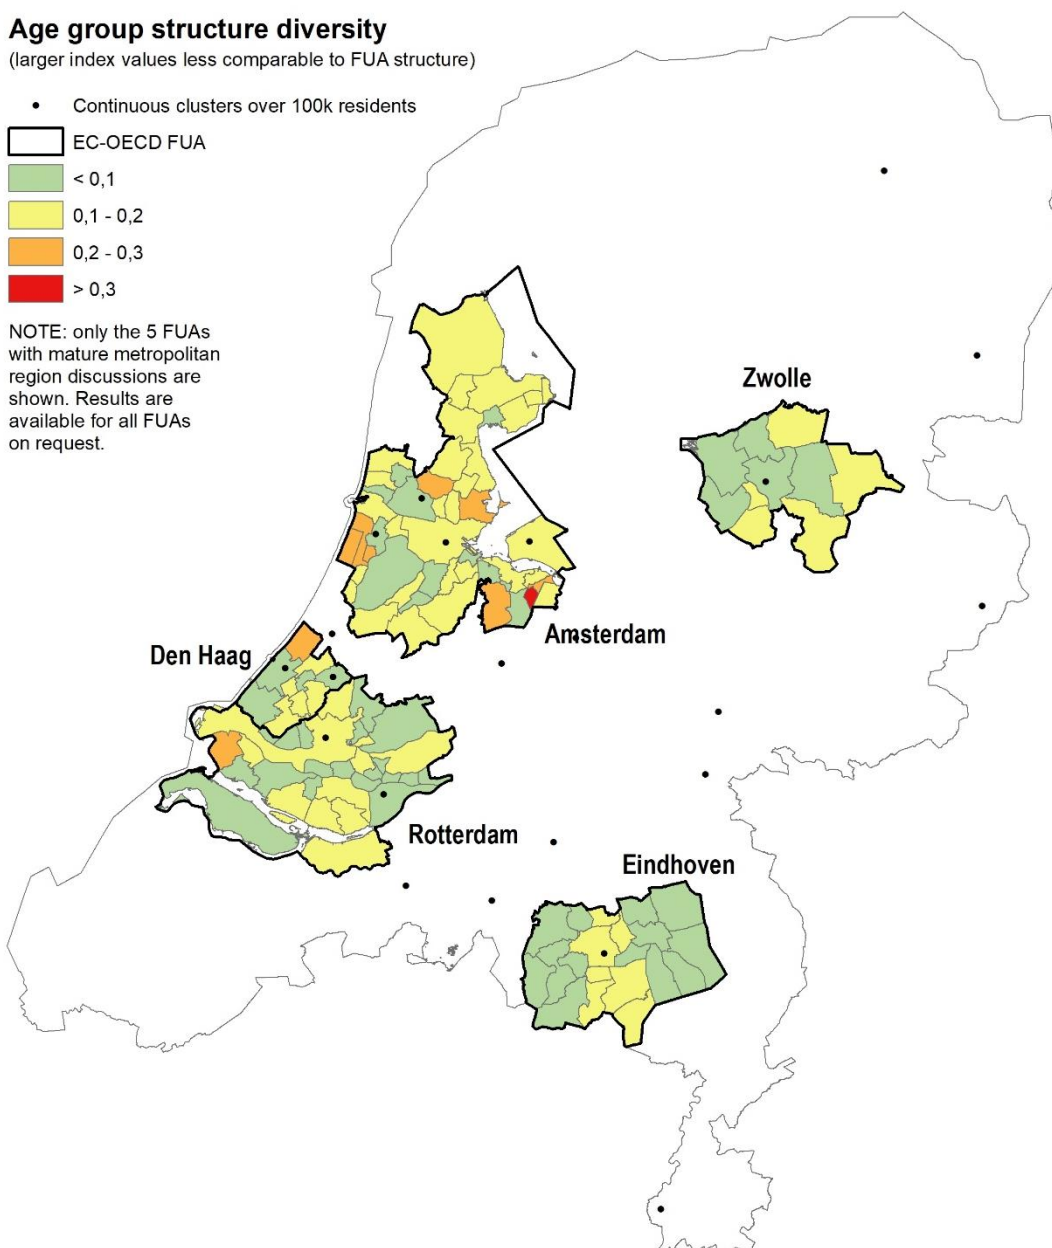 Age group structure diversity
(larger index values less comparable to FUA structure)
Continuous clusters over 100k residents
EC-OECD FUA
< 0,1
0,1 - 0,2
0,2 - 0,3
> 0,3
NOTE: only the 5 FUAs
with mature metropolitan
region discussions are
shown. Results are
available for all FUAs
on request.
Zwolle
Amsterdam
Den Haag
Rotterdam
Eindhoven